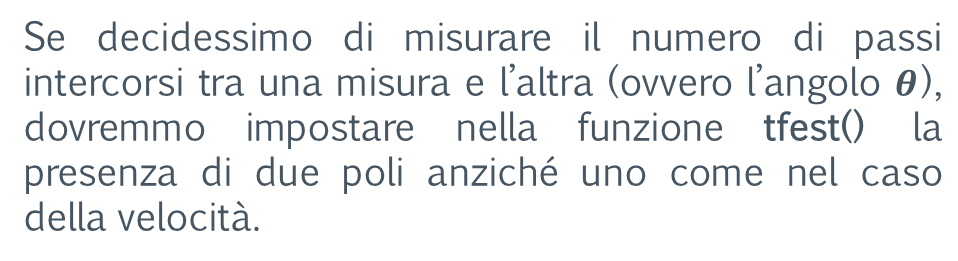 Se decidessimo di misurare il numero di passi
intercorsi tra una misura e l’altra (ovvero l’angolo θ),
dovremmo impostare nella funzione tfest() la
presenza di due poli anziché uno come nel caso
della velocità.